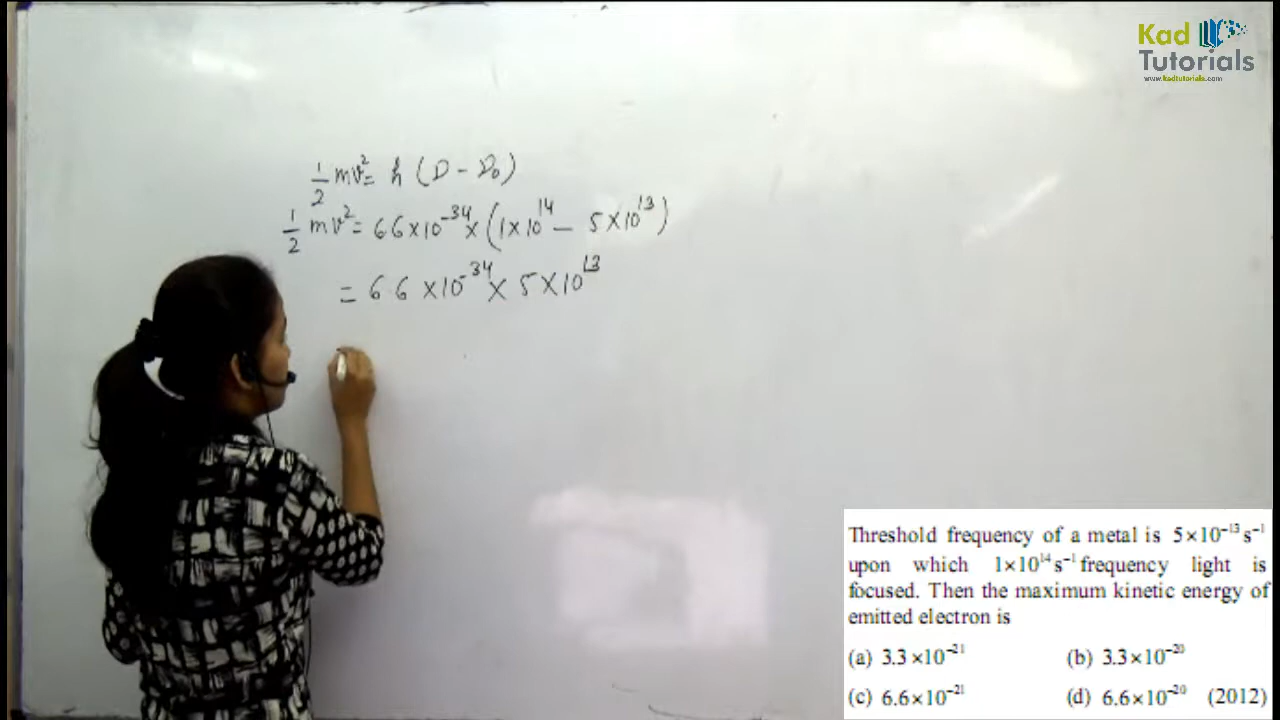 Kad
Tutorials
www.kadtutorials.com
1/2 mv² = h (ν - ν₀)
1/2 mv² = 6.6 × 10⁻³⁴ × (1 × 10¹⁴ - 5 × 10¹³)
= 6.6 × 10⁻³⁴ × 5 × 10¹³
Threshold frequency of a metal is 5×10⁻¹³ s⁻¹
upon which 1×10¹⁴ s⁻¹ frequency light is
focused. Then the maximum kinetic energy of
emitted electron is
(a) 3.3 ×10⁻²¹ (b) 3.3×10⁻²⁰
(c) 6.6×10⁻²¹ (d) 6.6×10⁻²⁰ (2012)